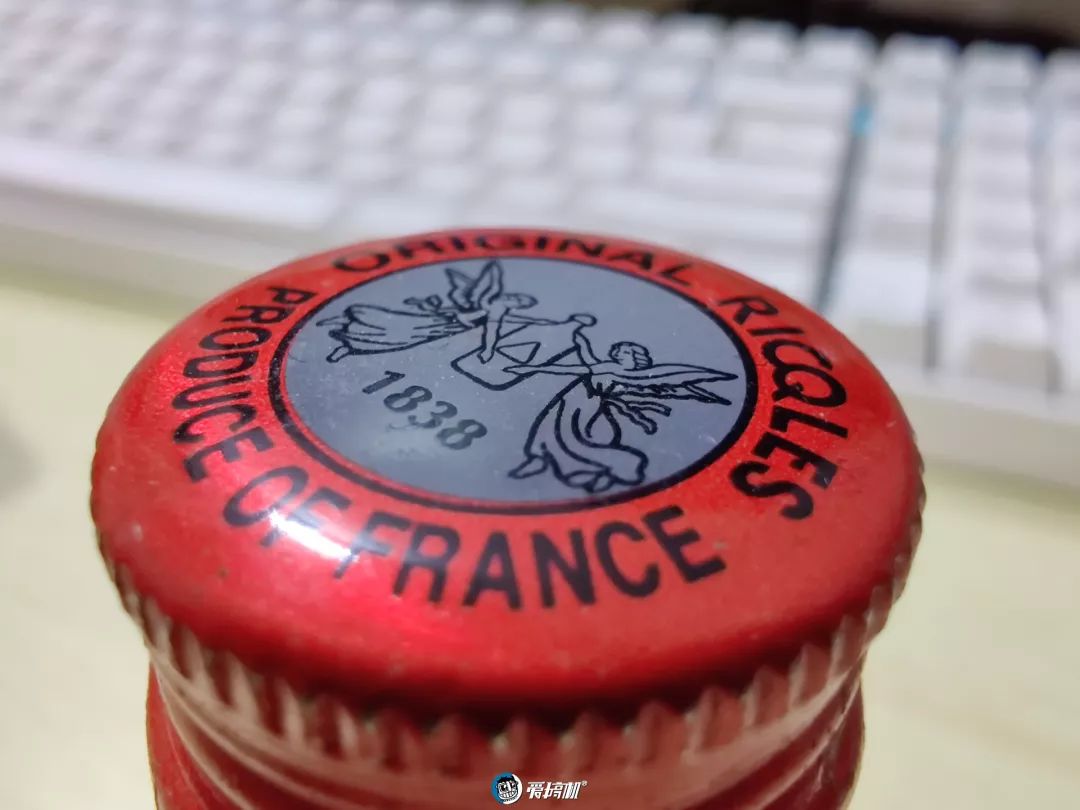 ORIGINAL RICQLES
1838
PRODUCE OF FRANCE
爱搞机®